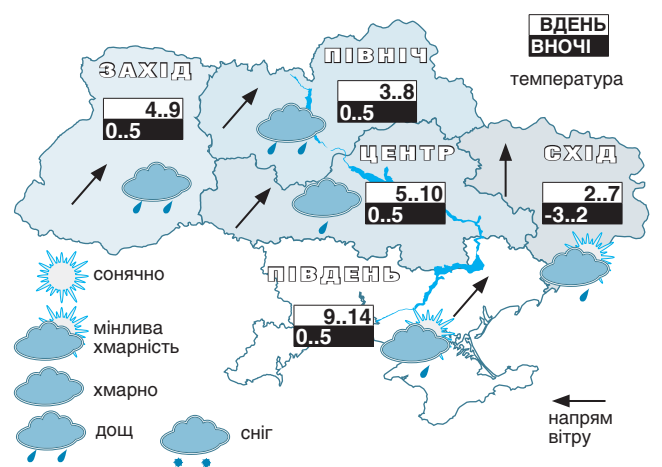 ВДЕНЬ
ВНОЧІ
температура
ПІВНІЧ
3..8
0..5
ЗАХІД
4..9
0..5
ЦЕНТР
5..10
0..5
СХІД
2..7
-3..2
ПІВДЕНЬ
9..14
0..5
сонячно
мінлива
хмарність
хмарно
дощ
сніг
напрям
вітру